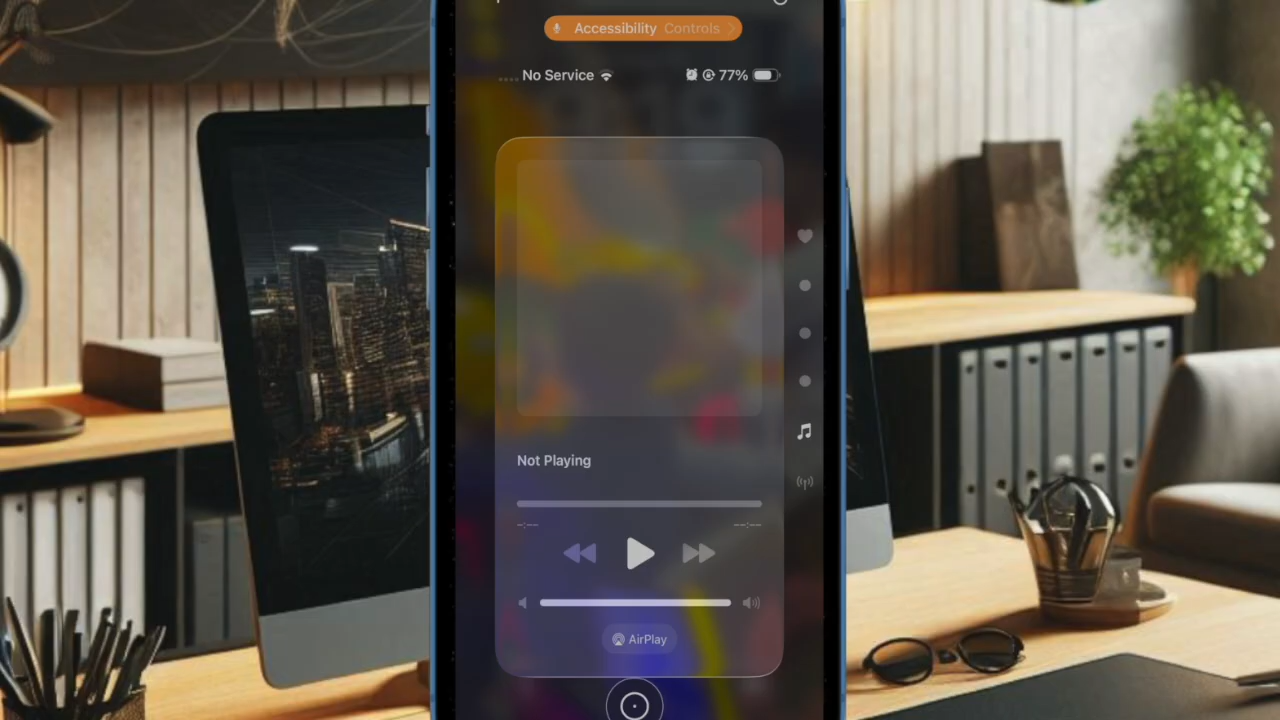 Accessibility Controls
No Service 77%
Not Playing
--:-- --:--
AirPlay